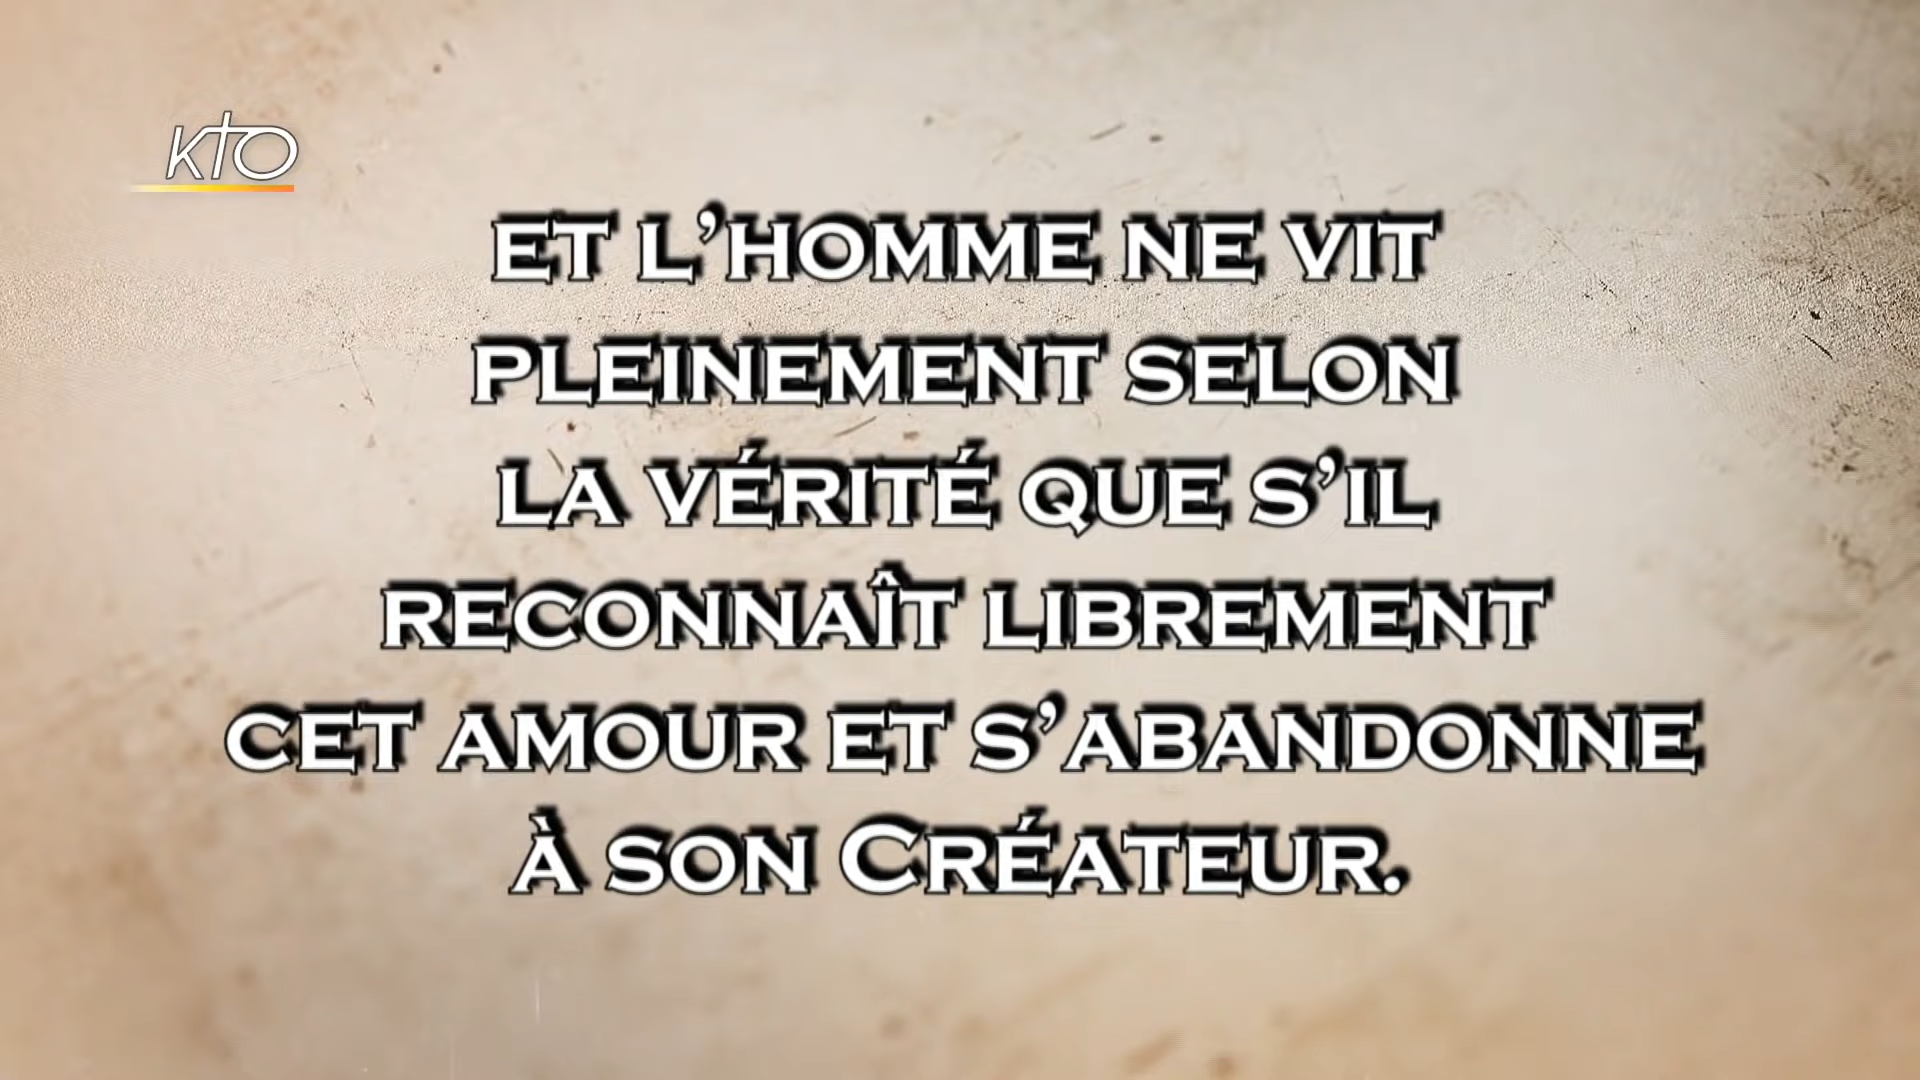 KTO
ET L’HOMME NE VIT
PLEINEMENT SELON
LA VÉRITÉ QUE S’IL
RECONNAÎT LIBREMENT
CET AMOUR ET S’ABANDONNE
À SON CRÉATEUR.